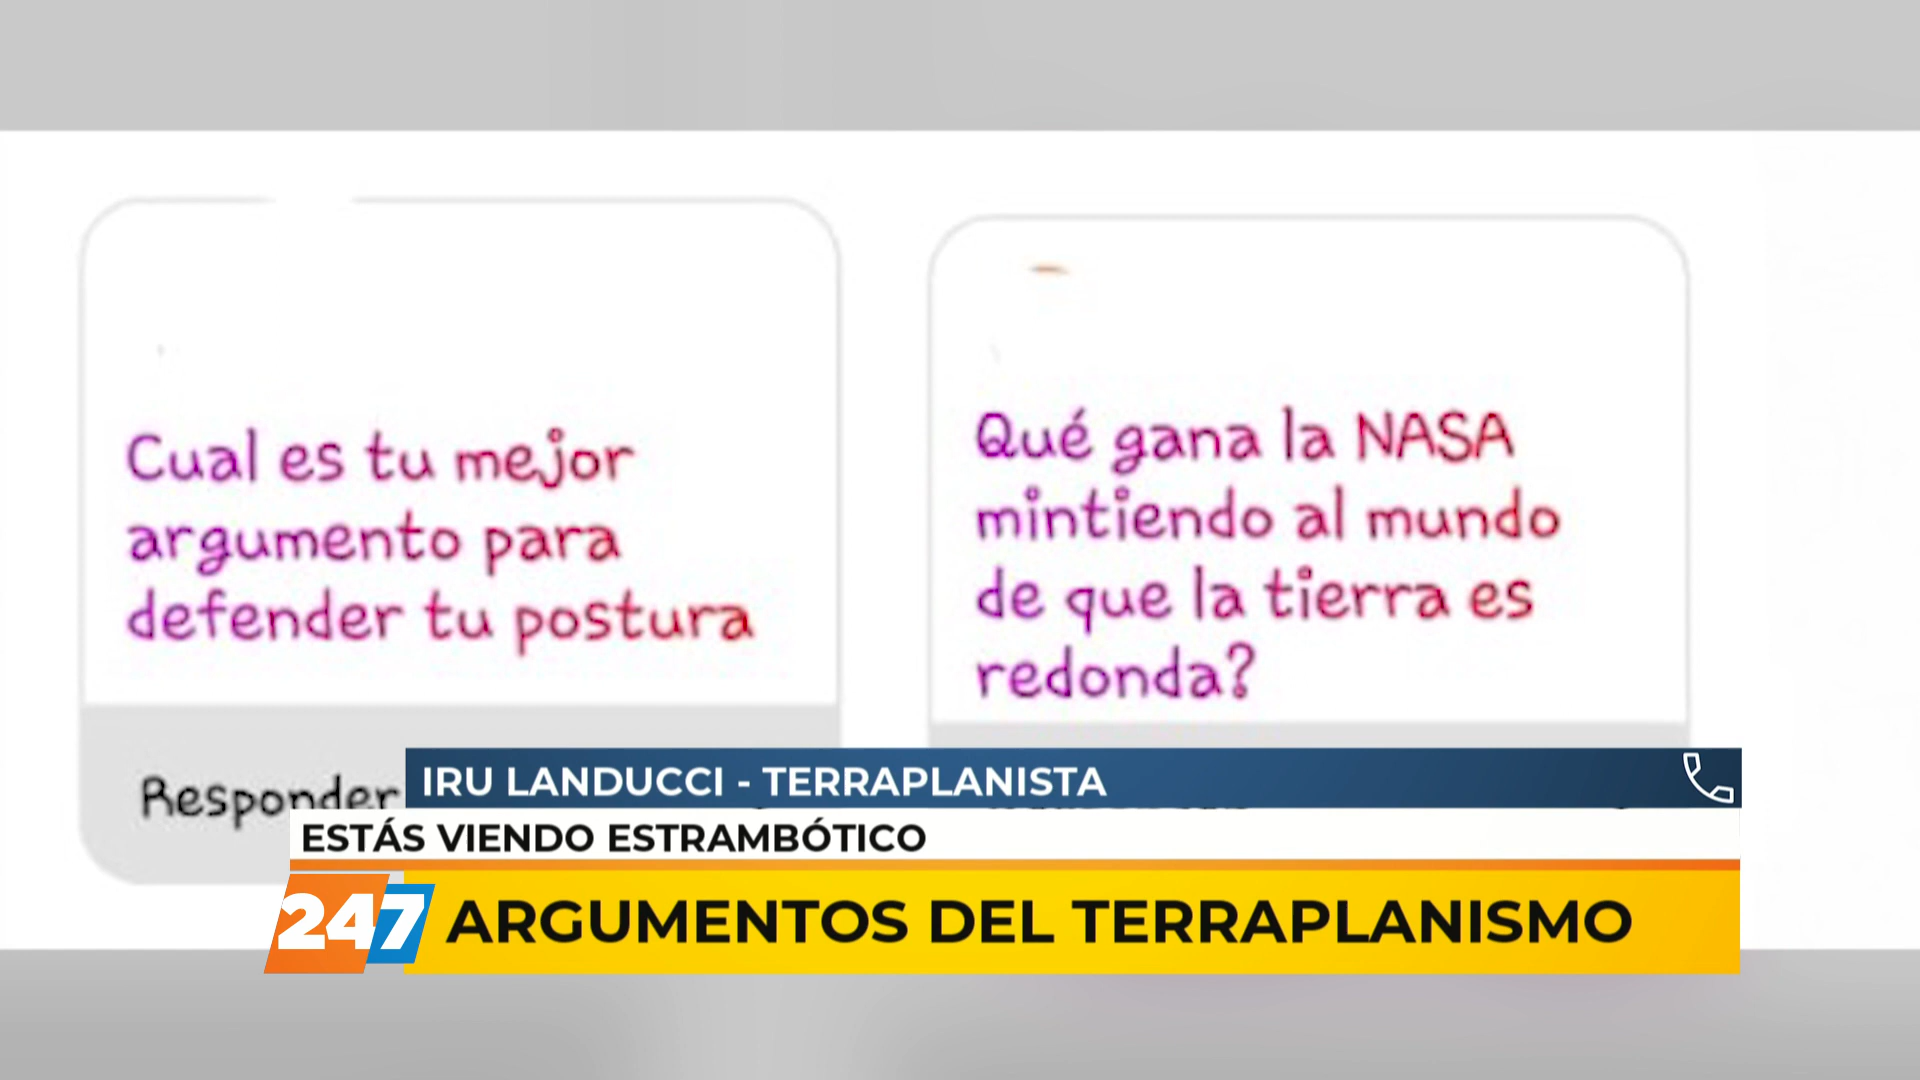 Cual es tu mejor
argumento para
defender tu postura
Responder
Qué gana la NASA
mintiendo al mundo
de que la tierra es
redonda?
IRU LANDUCCI - TERRAPLANISTA
ESTÁS VIENDO ESTRAMBÓTICO
247
ARGUMENTOS DEL TERRAPLANISMO